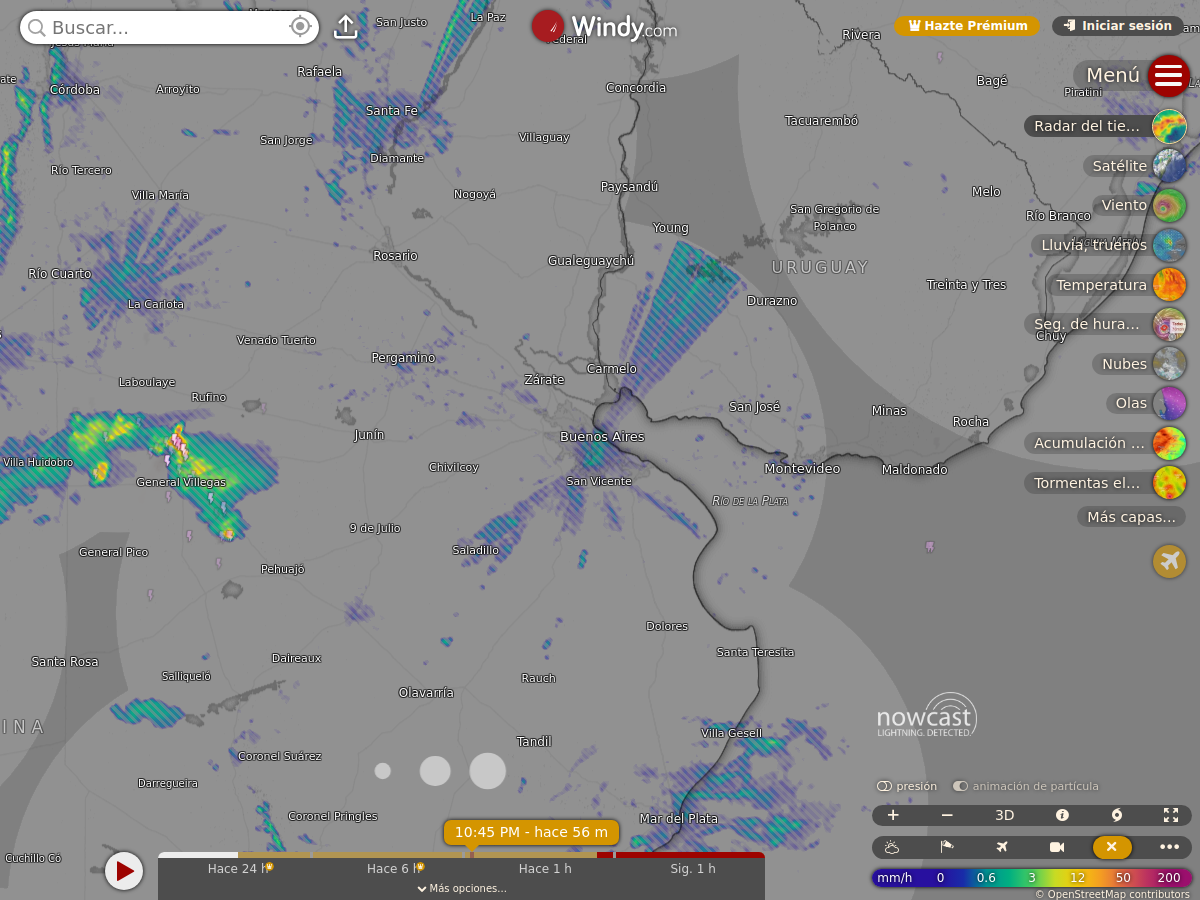 Buscar...
Windy.com
Hazte Prémium
Iniciar sesión
San Justo
La Paz
Federal
Rivera
Menú
Rafaela
Concordia
Bagé
Piratini
Córdoba
Arroyito
Santa Fe
Tacuarembó
Radar del tie...
San Jorge
Villaguay
Diamante
Satélite
Río Tercero
Villa María
Nogoyá
Paysandú
Melo
San Gregorio de
Polanco
Viento
Río Branco
Young
Lluvia, truenos
Rosario
Gualeguaychú
URUGUAY
Río Cuarto
Treinta y Tres
Temperatura
La Carlota
Durazno
Seg. de hura...
Chuy
Venado Tuerto
Pergamino
Carmelo
Nubes
Laboulaye
Zárate
Rufino
San José
Minas
Olas
Rocha
Junín
Buenos Aires
Acumulación ...
Villa Huidobro
Chivilcoy
Montevideo
Maldonado
General Villegas
San Vicente
Tormentas el...
Río de la Plata
Más capas...
9 de Julio
General Pico
Saladillo
Pehuajó
Dolores
Santa Rosa
Daireaux
Santa Teresita
Salliqueló
Rauch
Olavarría
INA
nowcast
LIGHTNING. DETECTED.
Villa Gesell
Tandil
Coronel Suárez
Darregueira
presión
animación de partícula
Coronel Pringles
Mar del Plata
+
−
3D
10:45 PM - hace 56 m
Cuchillo Có
Hace 24 h
Hace 6 h
Hace 1 h
Sig. 1 h
mm/h
0
0.6
3
12
50
200
Más opciones...
© OpenStreetMap contributors